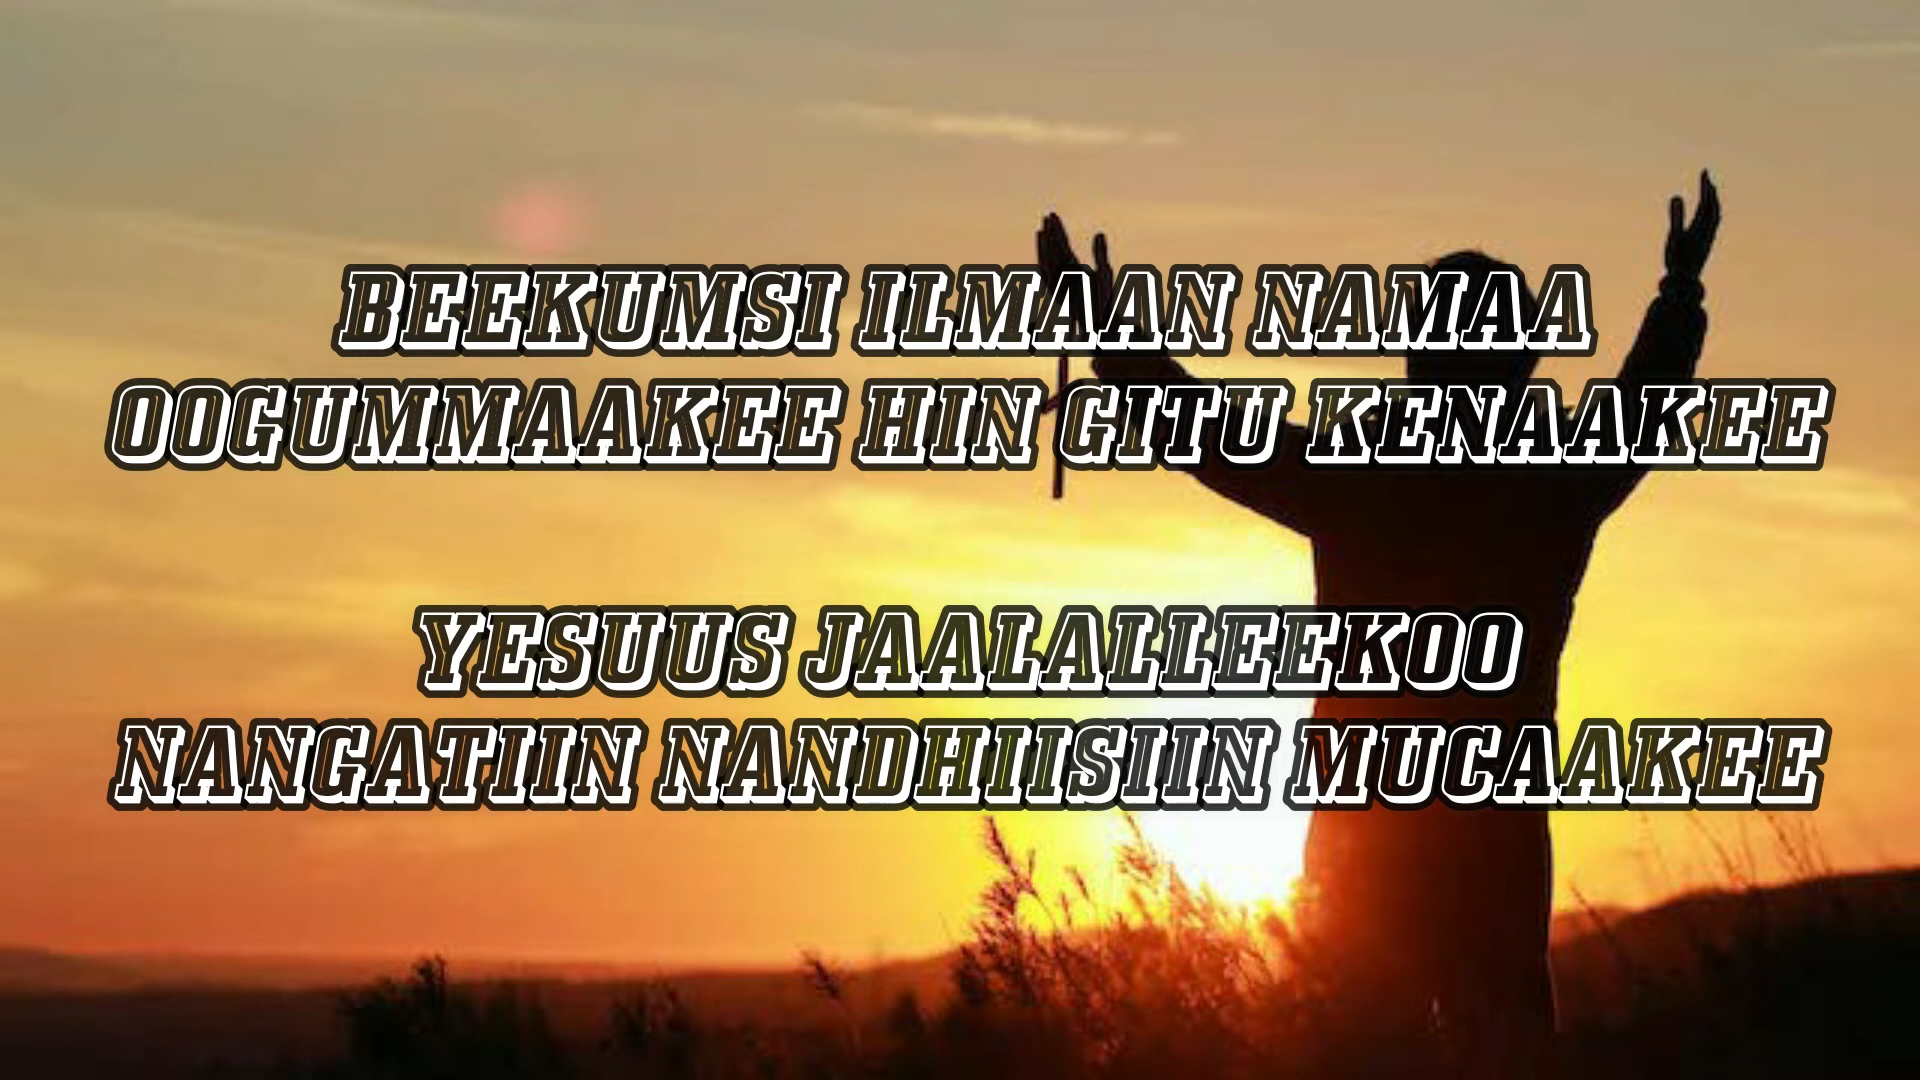 BEEKUMSI ILMAAN NAMAA
OOGUMMAAKEE HIN GITU KENAAKEE
YESUUS JAALALLEEKOO
NANGATIIN NANDHIISIIN MUCAAKEE